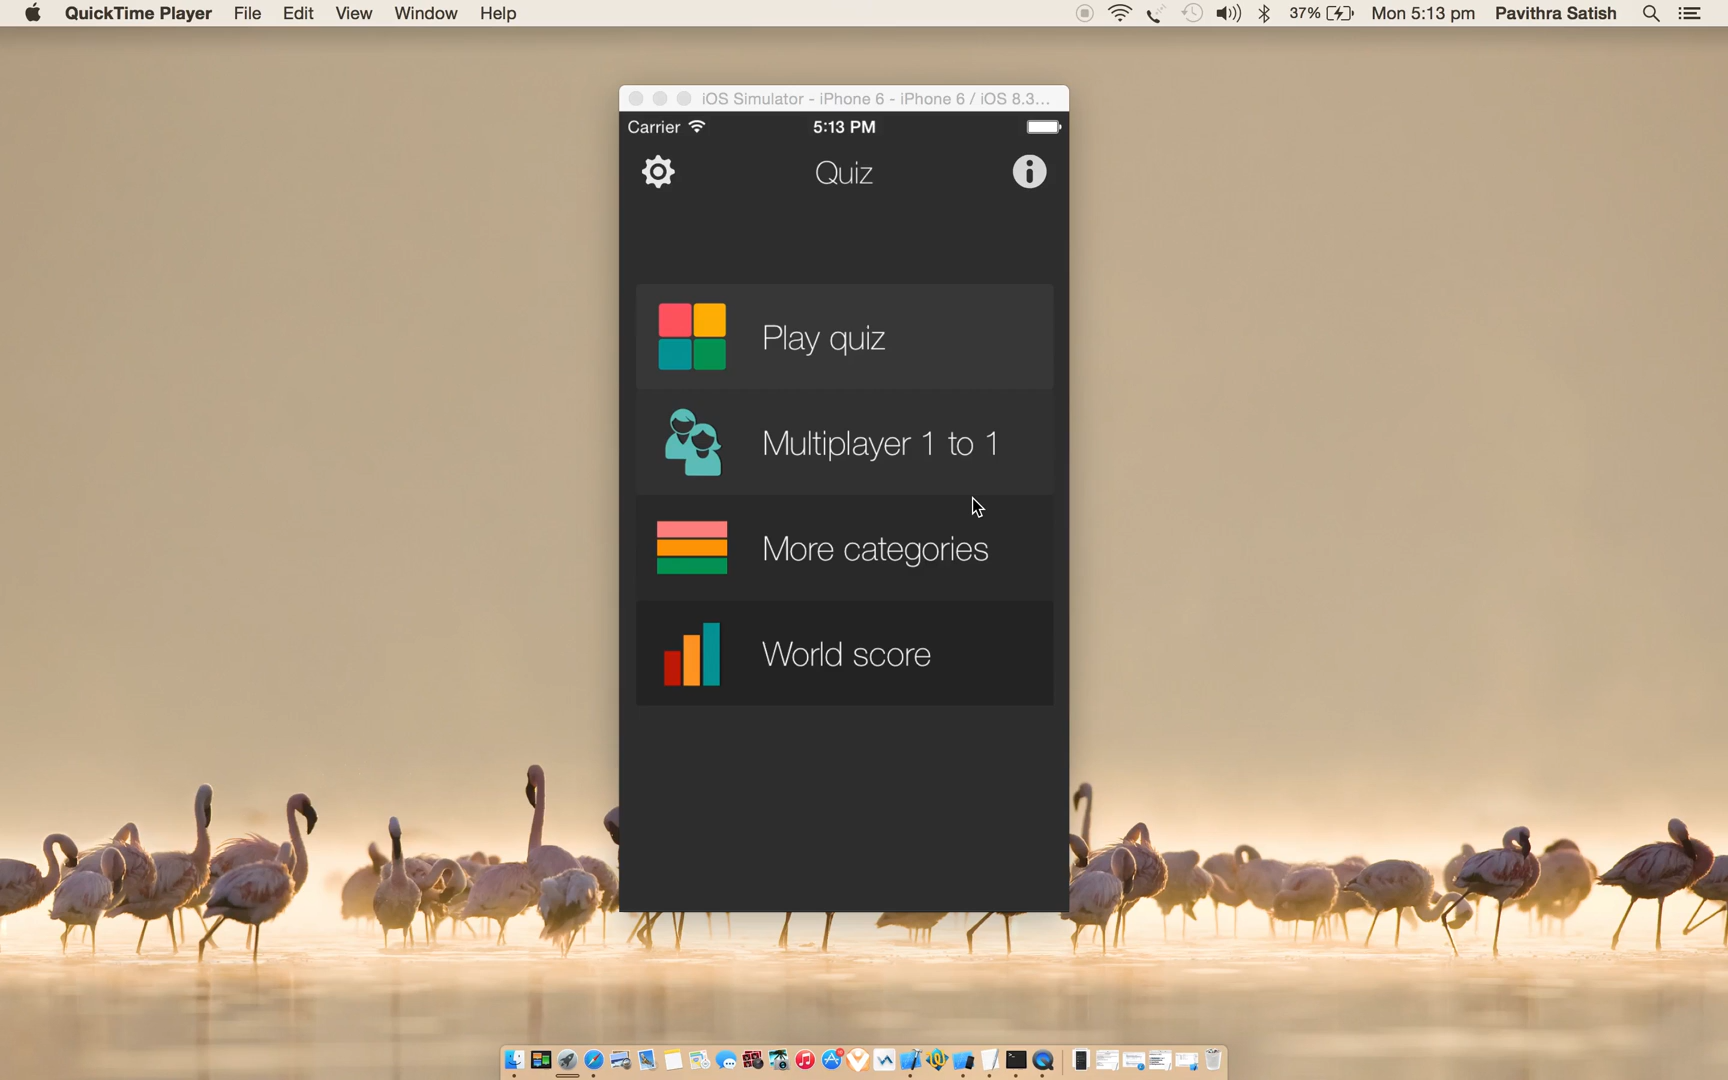 QuickTime Player File Edit View Window Help 37% Mon 5:13 pm Pavithra Satish
iOS Simulator - iPhone 6 - iPhone 6 / iOS 8.3...
Carrier 5:13 PM
Quiz
Play quiz
Multiplayer 1 to 1
More categories
World score